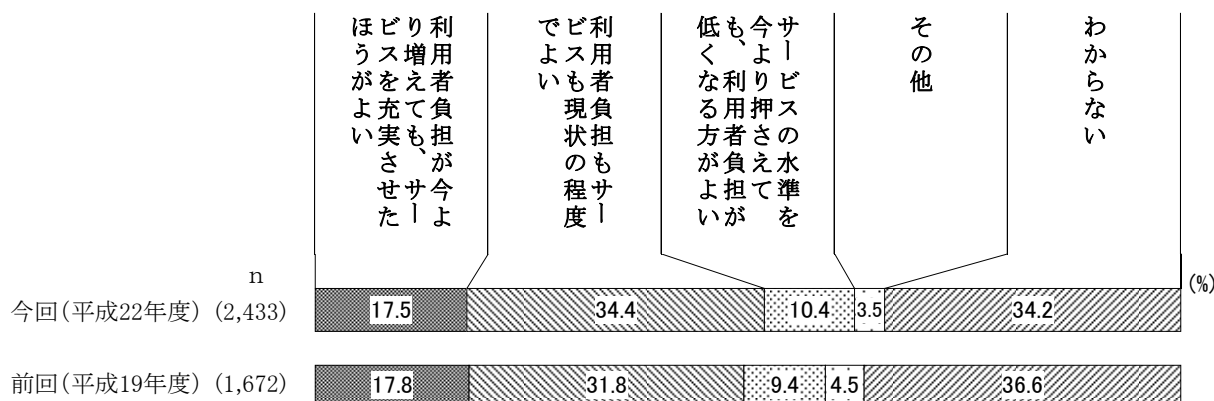 利用者負担が今よ
り増えても、サー
ビスを充実させた
ほうがよい
利用者負担もサー
ビスも現状の程度
でよい
サービスの水準を
今より押さえて
も、利用者負担が
低くなる方がよい
その他
わからない
n
(%)
今回(平成22年度) (2,433)
17.5
34.4
10.4
3.5
34.2
前回(平成19年度) (1,672)
17.8
31.8
9.4
4.5
36.6